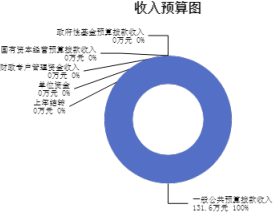 收入预算图
政府性基金预算拨款收入
0万元 0%
国有资本经营预算拨款收入
0万元 0%
财政专户管理资金收入
0万元 0%
单位资金
0万元 0%
上年结转
0万元 0%
一般公共预算拨款收入
131.6万元 100%